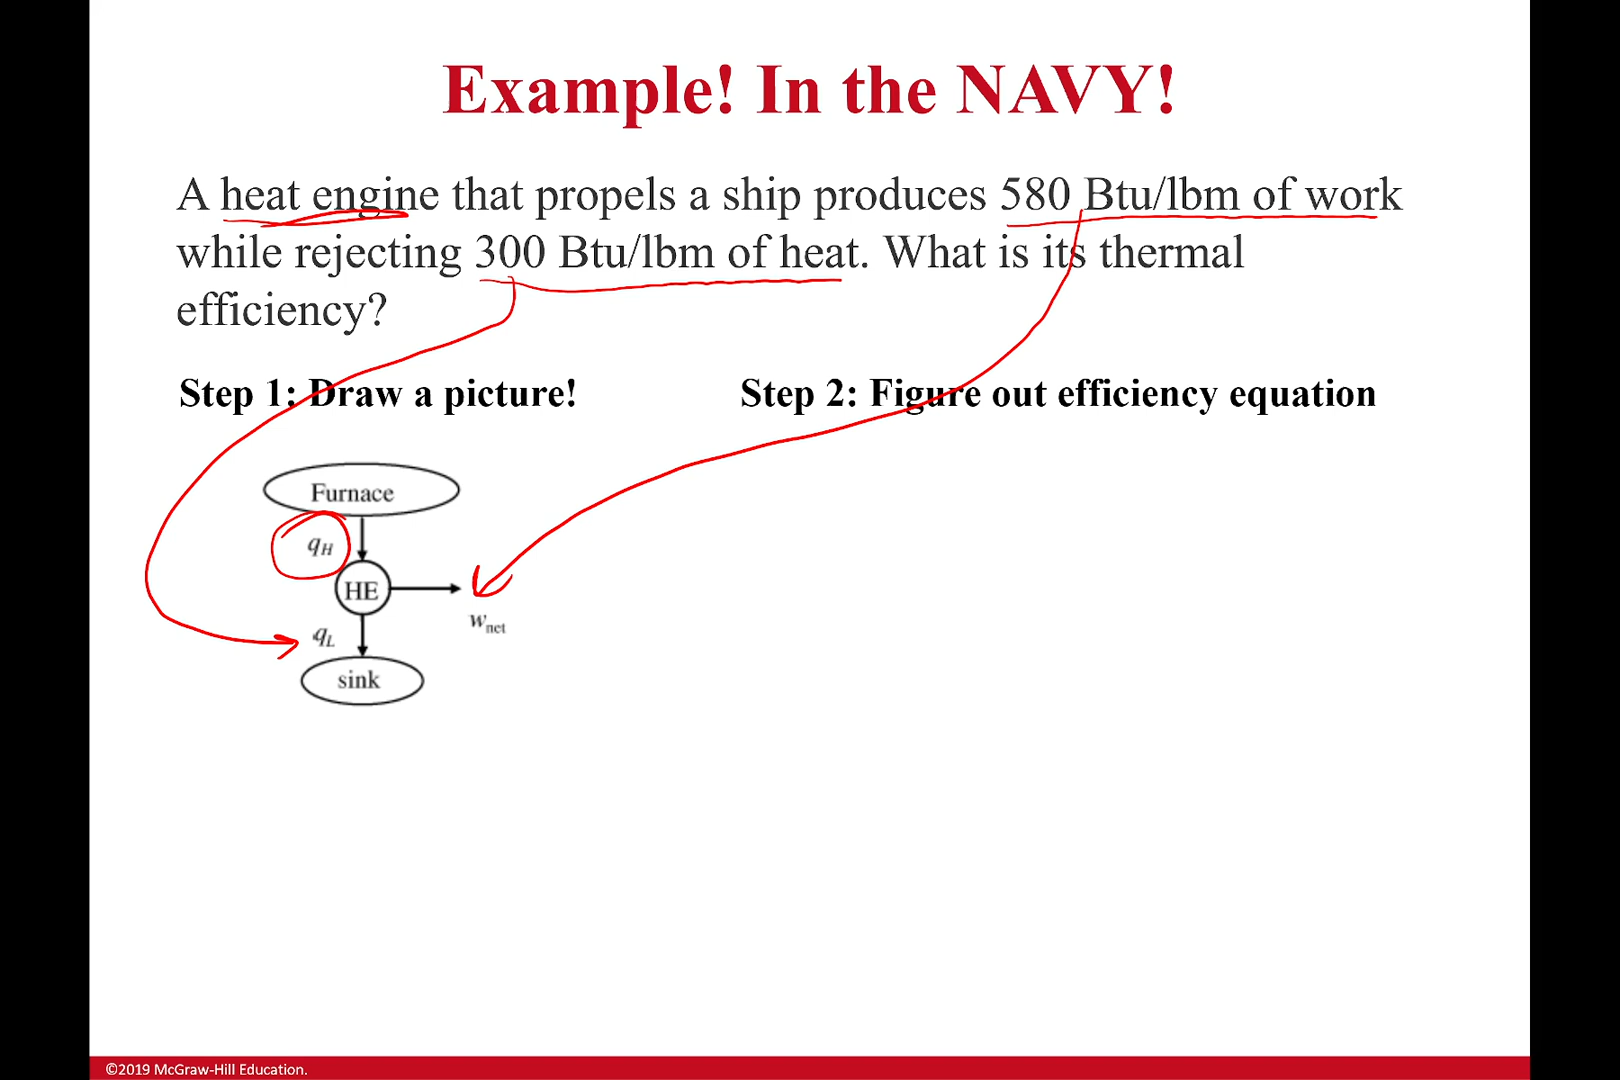 Example! In the NAVY!
A heat engine that propels a ship produces 580 Btu/lbm of work
while rejecting 300 Btu/lbm of heat. What is its thermal
efficiency?
Step 1: Draw a picture!
Step 2: Figure out efficiency equation
Furnace
qH
HE
wnet
qL
sink
©2019 McGraw-Hill Education.